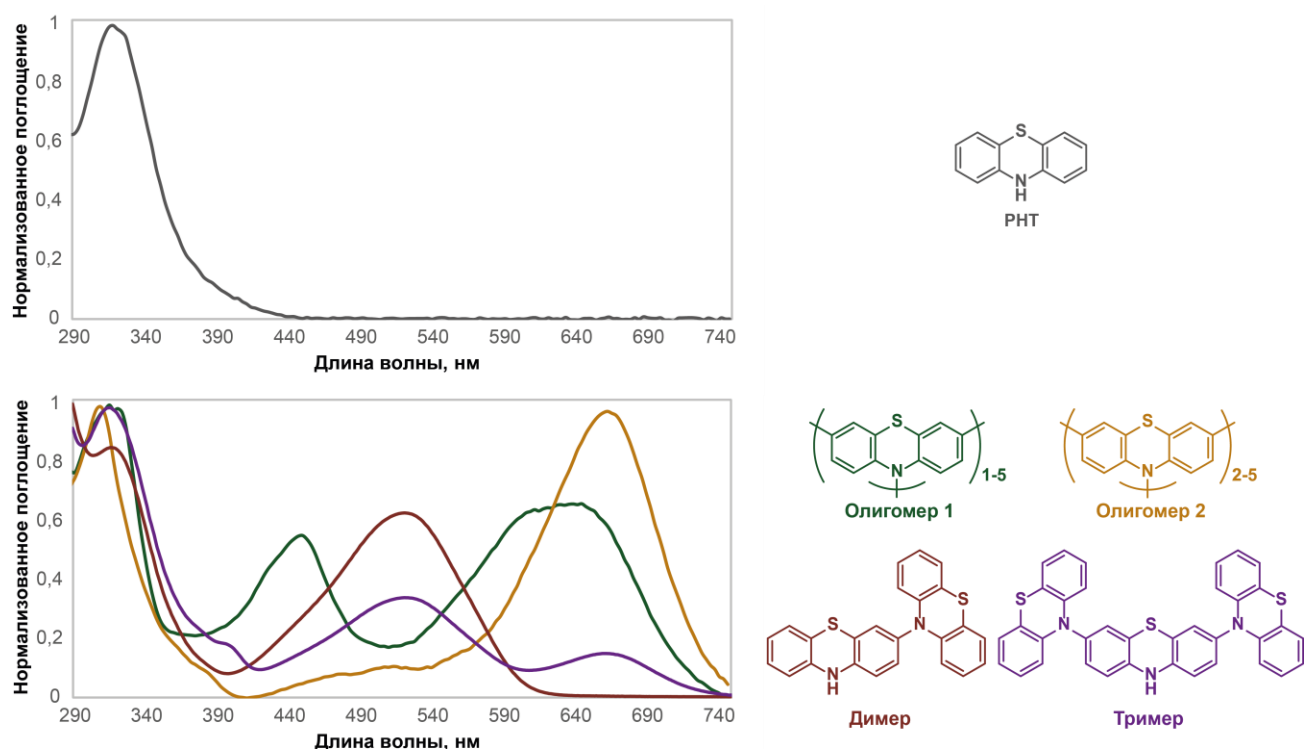 Нормализованное поглощение
1
0,8
0,6
0,4
0,2
0
290 340 390 440 490 540 590 640 690 740
Длина волны, нм
S
N
H
PHT
Нормализованное поглощение
1
0,8
0,6
0,4
0,2
0
290 340 390 440 490 540 590 640 690 740
Длина волны, нм
S
N
1-5
Олигомер 1
S
N
2-5
Олигомер 2
S
N
S
N
H
Димер
S
N
S
N
H
S
N
Тример